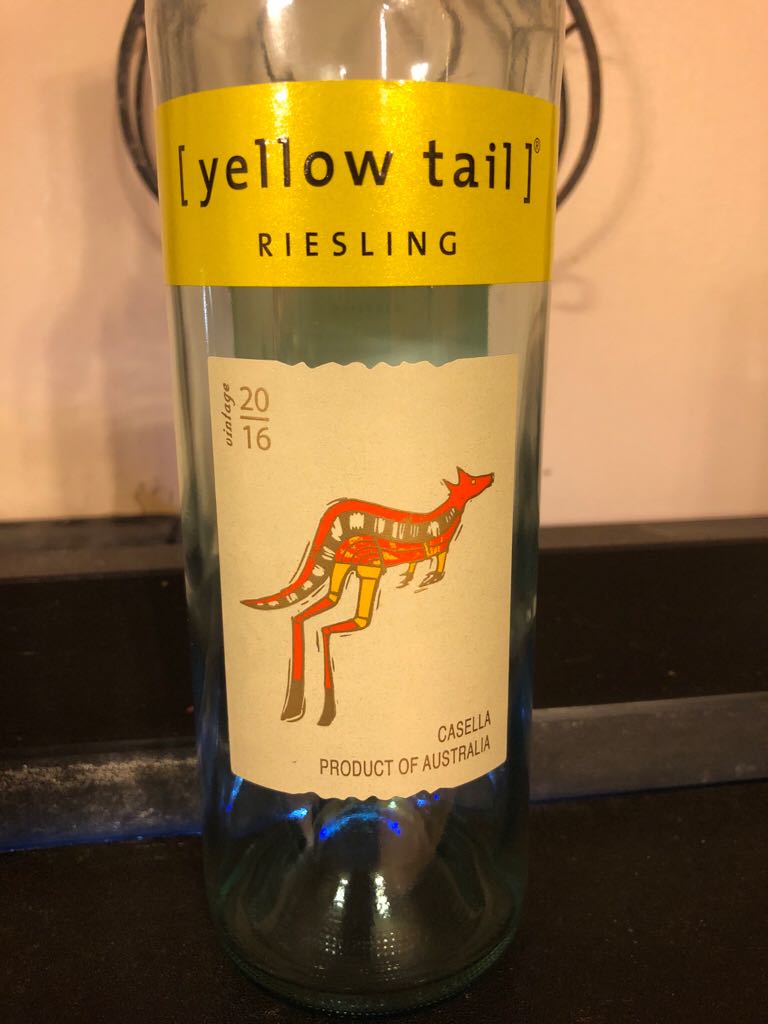 [ yellow tail ]®
RIESLING
vintage
20
16
CASELLA
PRODUCT OF AUSTRALIA